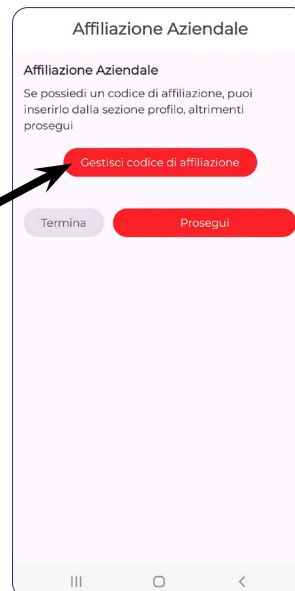 Affiliazione Aziendale
Affiliazione Aziendale
Se possiedi un codice di affiliazione, puoi
inserirlo dalla sezione profilo, altrimenti
prosegui
Gestisci codice di affiliazione
Termina
Prosegui